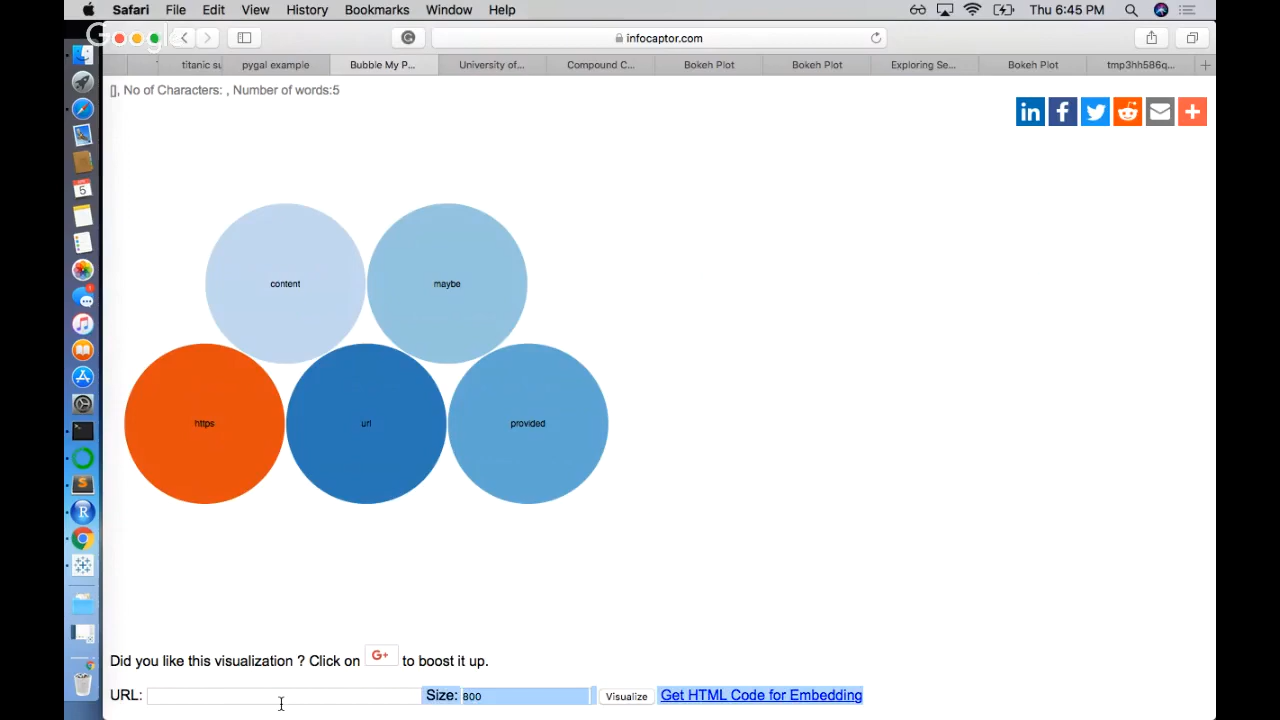 Safari File Edit View History Bookmarks Window Help Thu 6:45 PM
infocaptor.com
titanic su pygal example Bubble My P... University of... Compound C... Bokeh Plot Bokeh Plot Exploring Se... Bokeh Plot tmp3hh586q...
[], No of Characters: , Number of words:5
content maybe
https url provided
Did you like this visualization ? Click on G+ to boost it up.
URL: Size: 800 Visualize Get HTML Code for Embedding